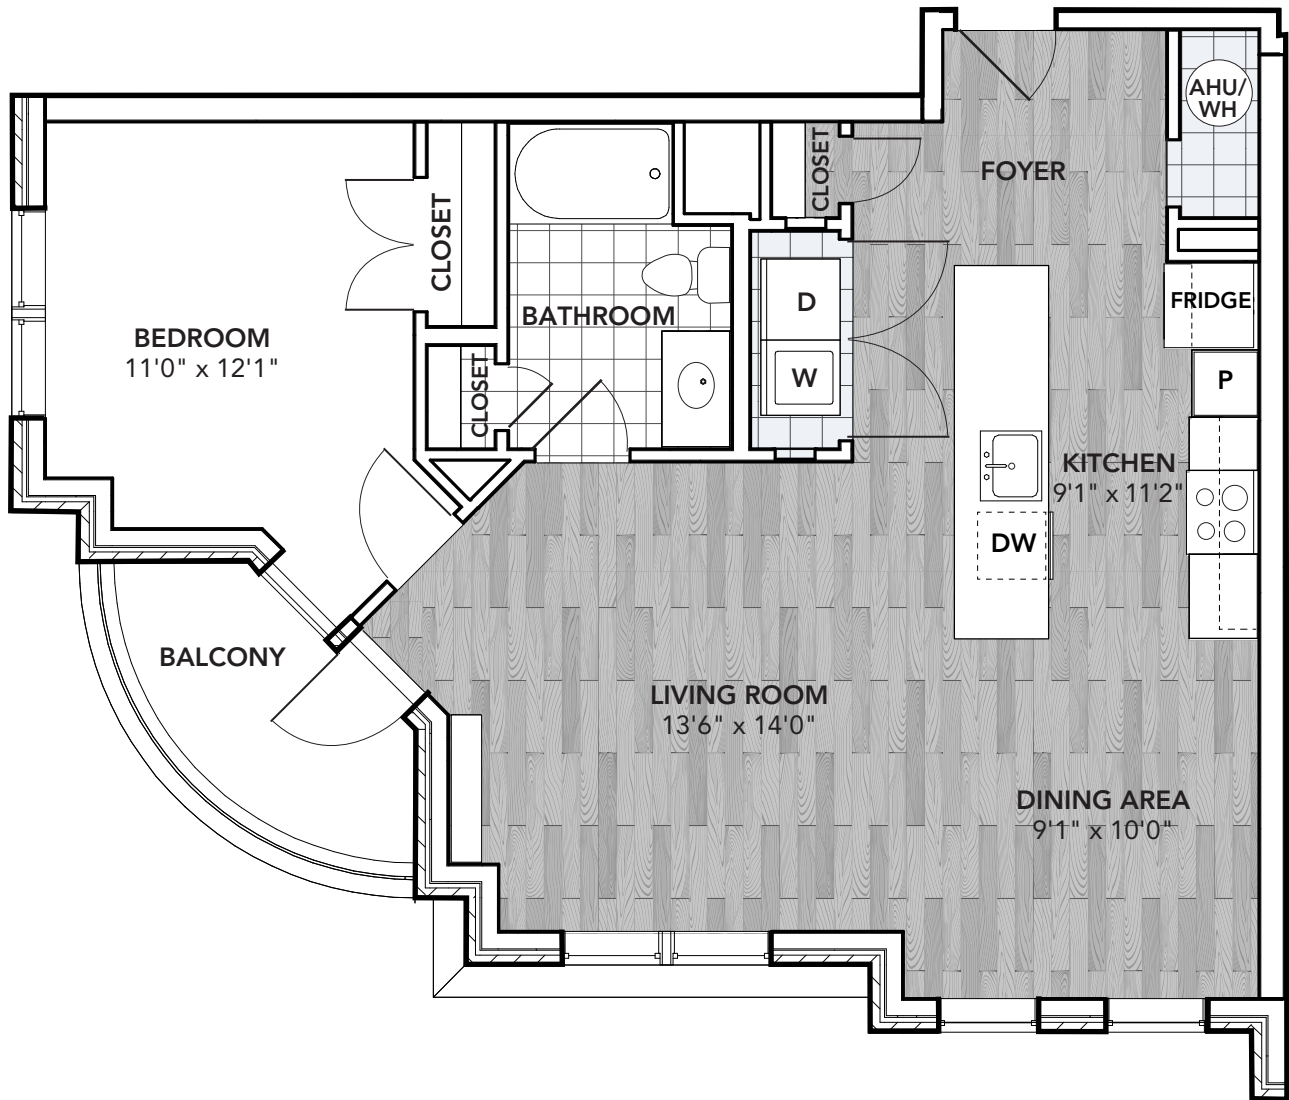 AHU/
WH
CLOSET
FOYER
CLOSET
BEDROOM
11'0" x 12'1"
BATHROOM
D
W
FRIDGE
P
CLOSET
KITCHEN
9'1" x 11'2"
DW
BALCONY
LIVING ROOM
13'6" x 14'0"
DINING AREA
9'1" x 10'0"